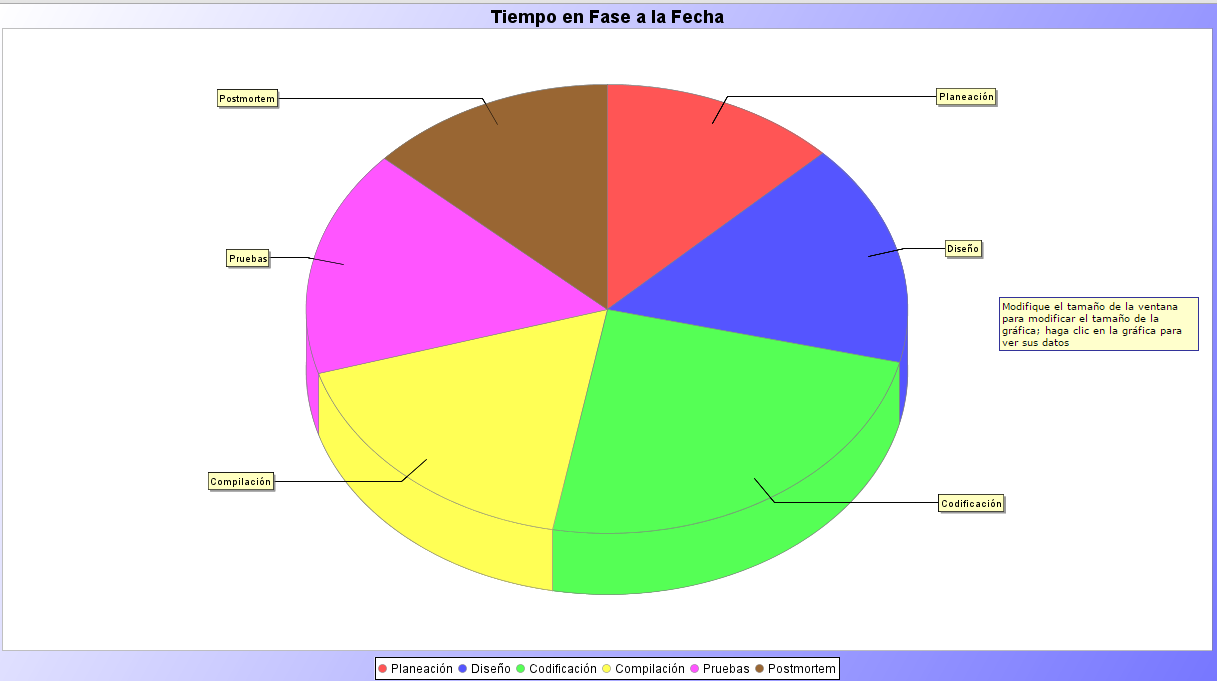 Tiempo en Fase a la Fecha
Postmortem
Planeación
Pruebas
Diseño
Modifique el tamaño de la ventana
para modificar el tamaño de la
gráfica; haga clic en la gráfica para
ver sus datos
Compilación
Codificación
Planeación Diseño Codificación Compilación Pruebas Postmortem